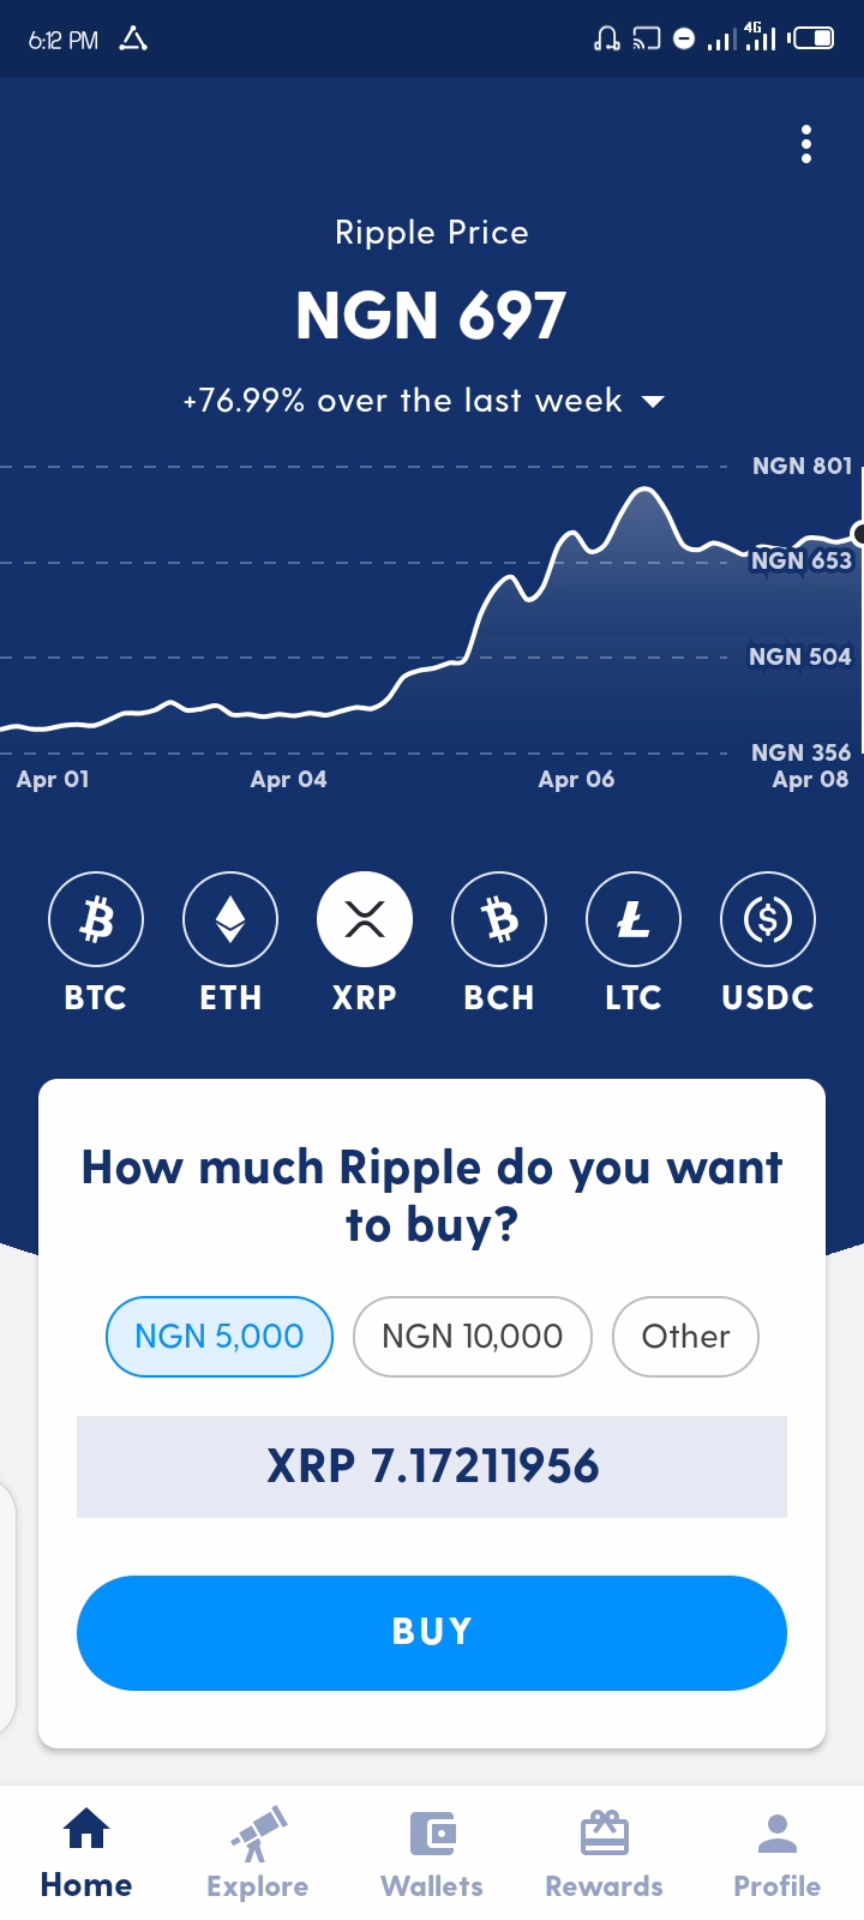 6:12 PM
4G
Ripple Price
NGN 697
+76.99% over the last week
NGN 801
NGN 653
NGN 504
NGN 356
Apr 01 Apr 04 Apr 06 Apr 08
BTC ETH XRP BCH LTC USDC
How much Ripple do you want
to buy?
NGN 5,000 NGN 10,000 Other
XRP 7.17211956
BUY
Home Explore Wallets Rewards Profile